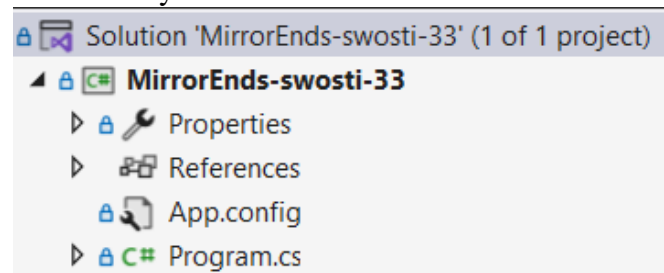 Solution 'MirrorEnds-swosti-33' (1 of 1 project)
C# MirrorEnds-swosti-33
Properties
References
App.config
C# Program.cs